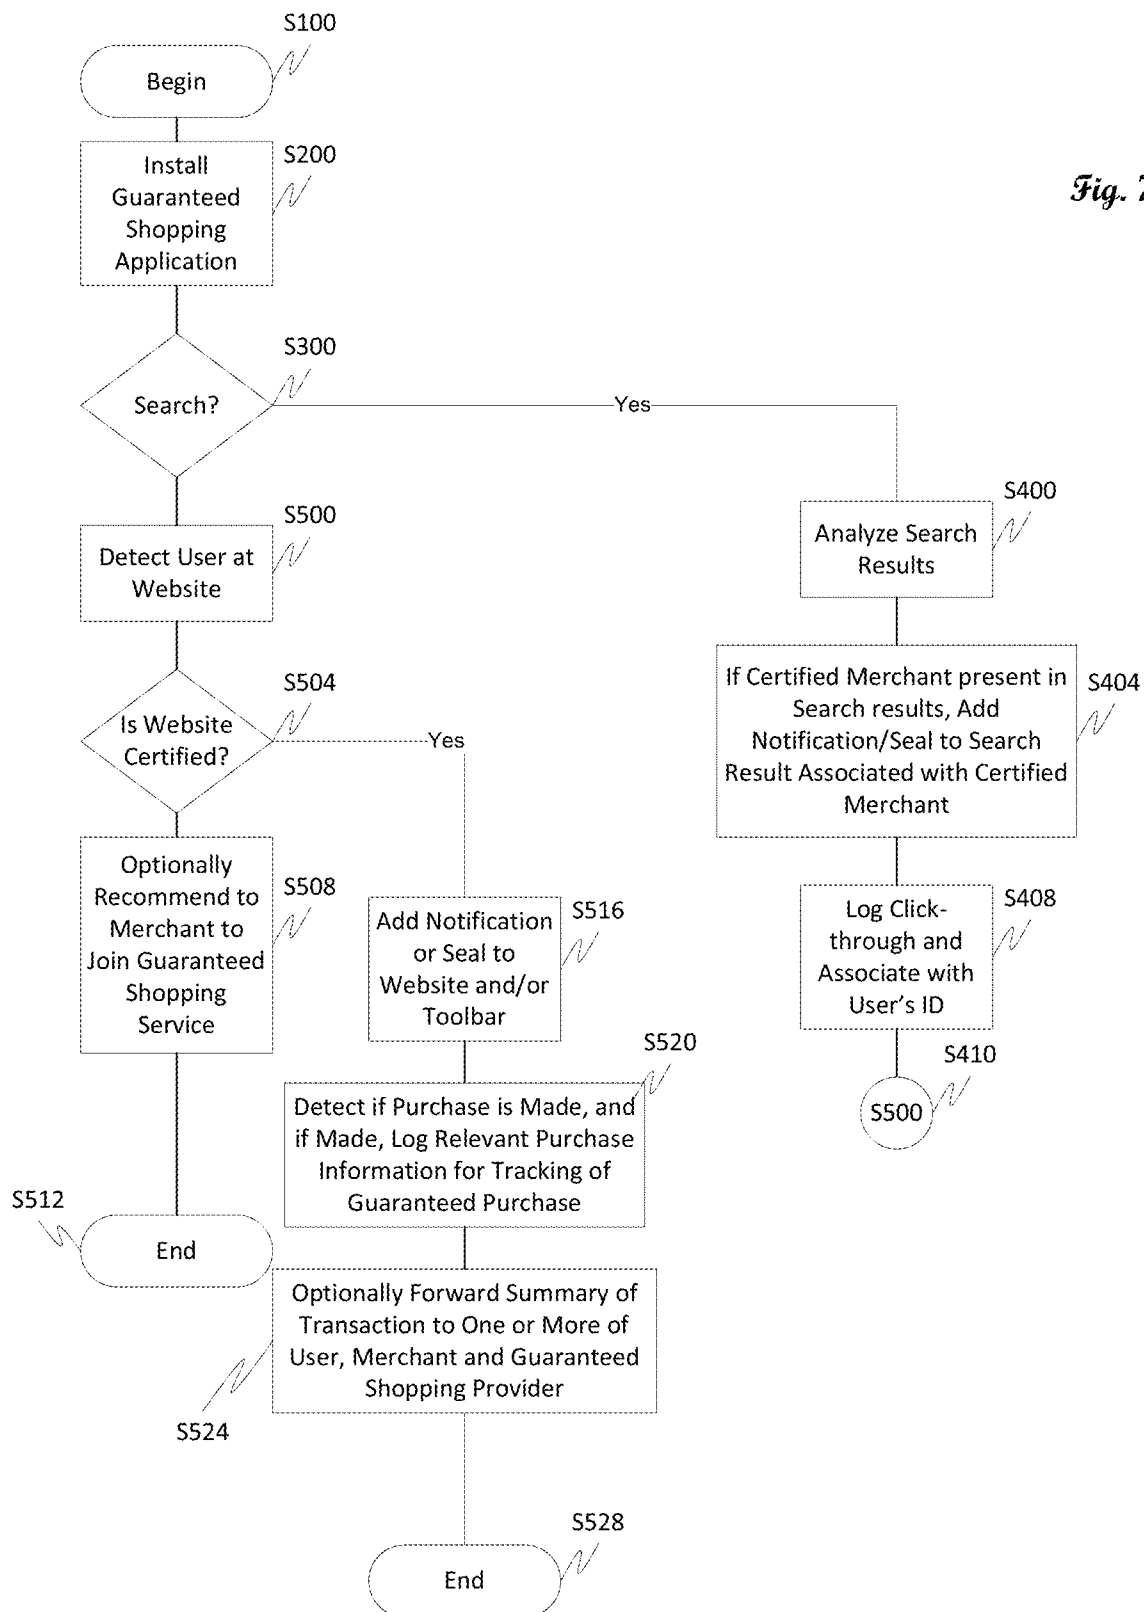 S100
Begin
S200
Install
Guaranteed
Shopping
Application
Fig. 7
S300
Search?
Yes
S500
Detect User at
Website
S400
Analyze Search
Results
S504
Is Website
Certified?
Yes
S404
If Certified Merchant present in
Search results, Add
Notification/Seal to Search
Result Associated with Certified
Merchant
S508
Optionally
Recommend to
Merchant to
Join Guaranteed
Shopping
Service
S516
Add Notification
or Seal to
Website and/or
Toolbar
S408
Log Click-
through and
Associate with
User's ID
S410
S500
S520
Detect if Purchase is Made, and
if Made, Log Relevant Purchase
Information for Tracking of
Guaranteed Purchase
S512
End
Optionally Forward Summary of
Transaction to One or More of
User, Merchant and Guaranteed
Shopping Provider
S524
S528
End